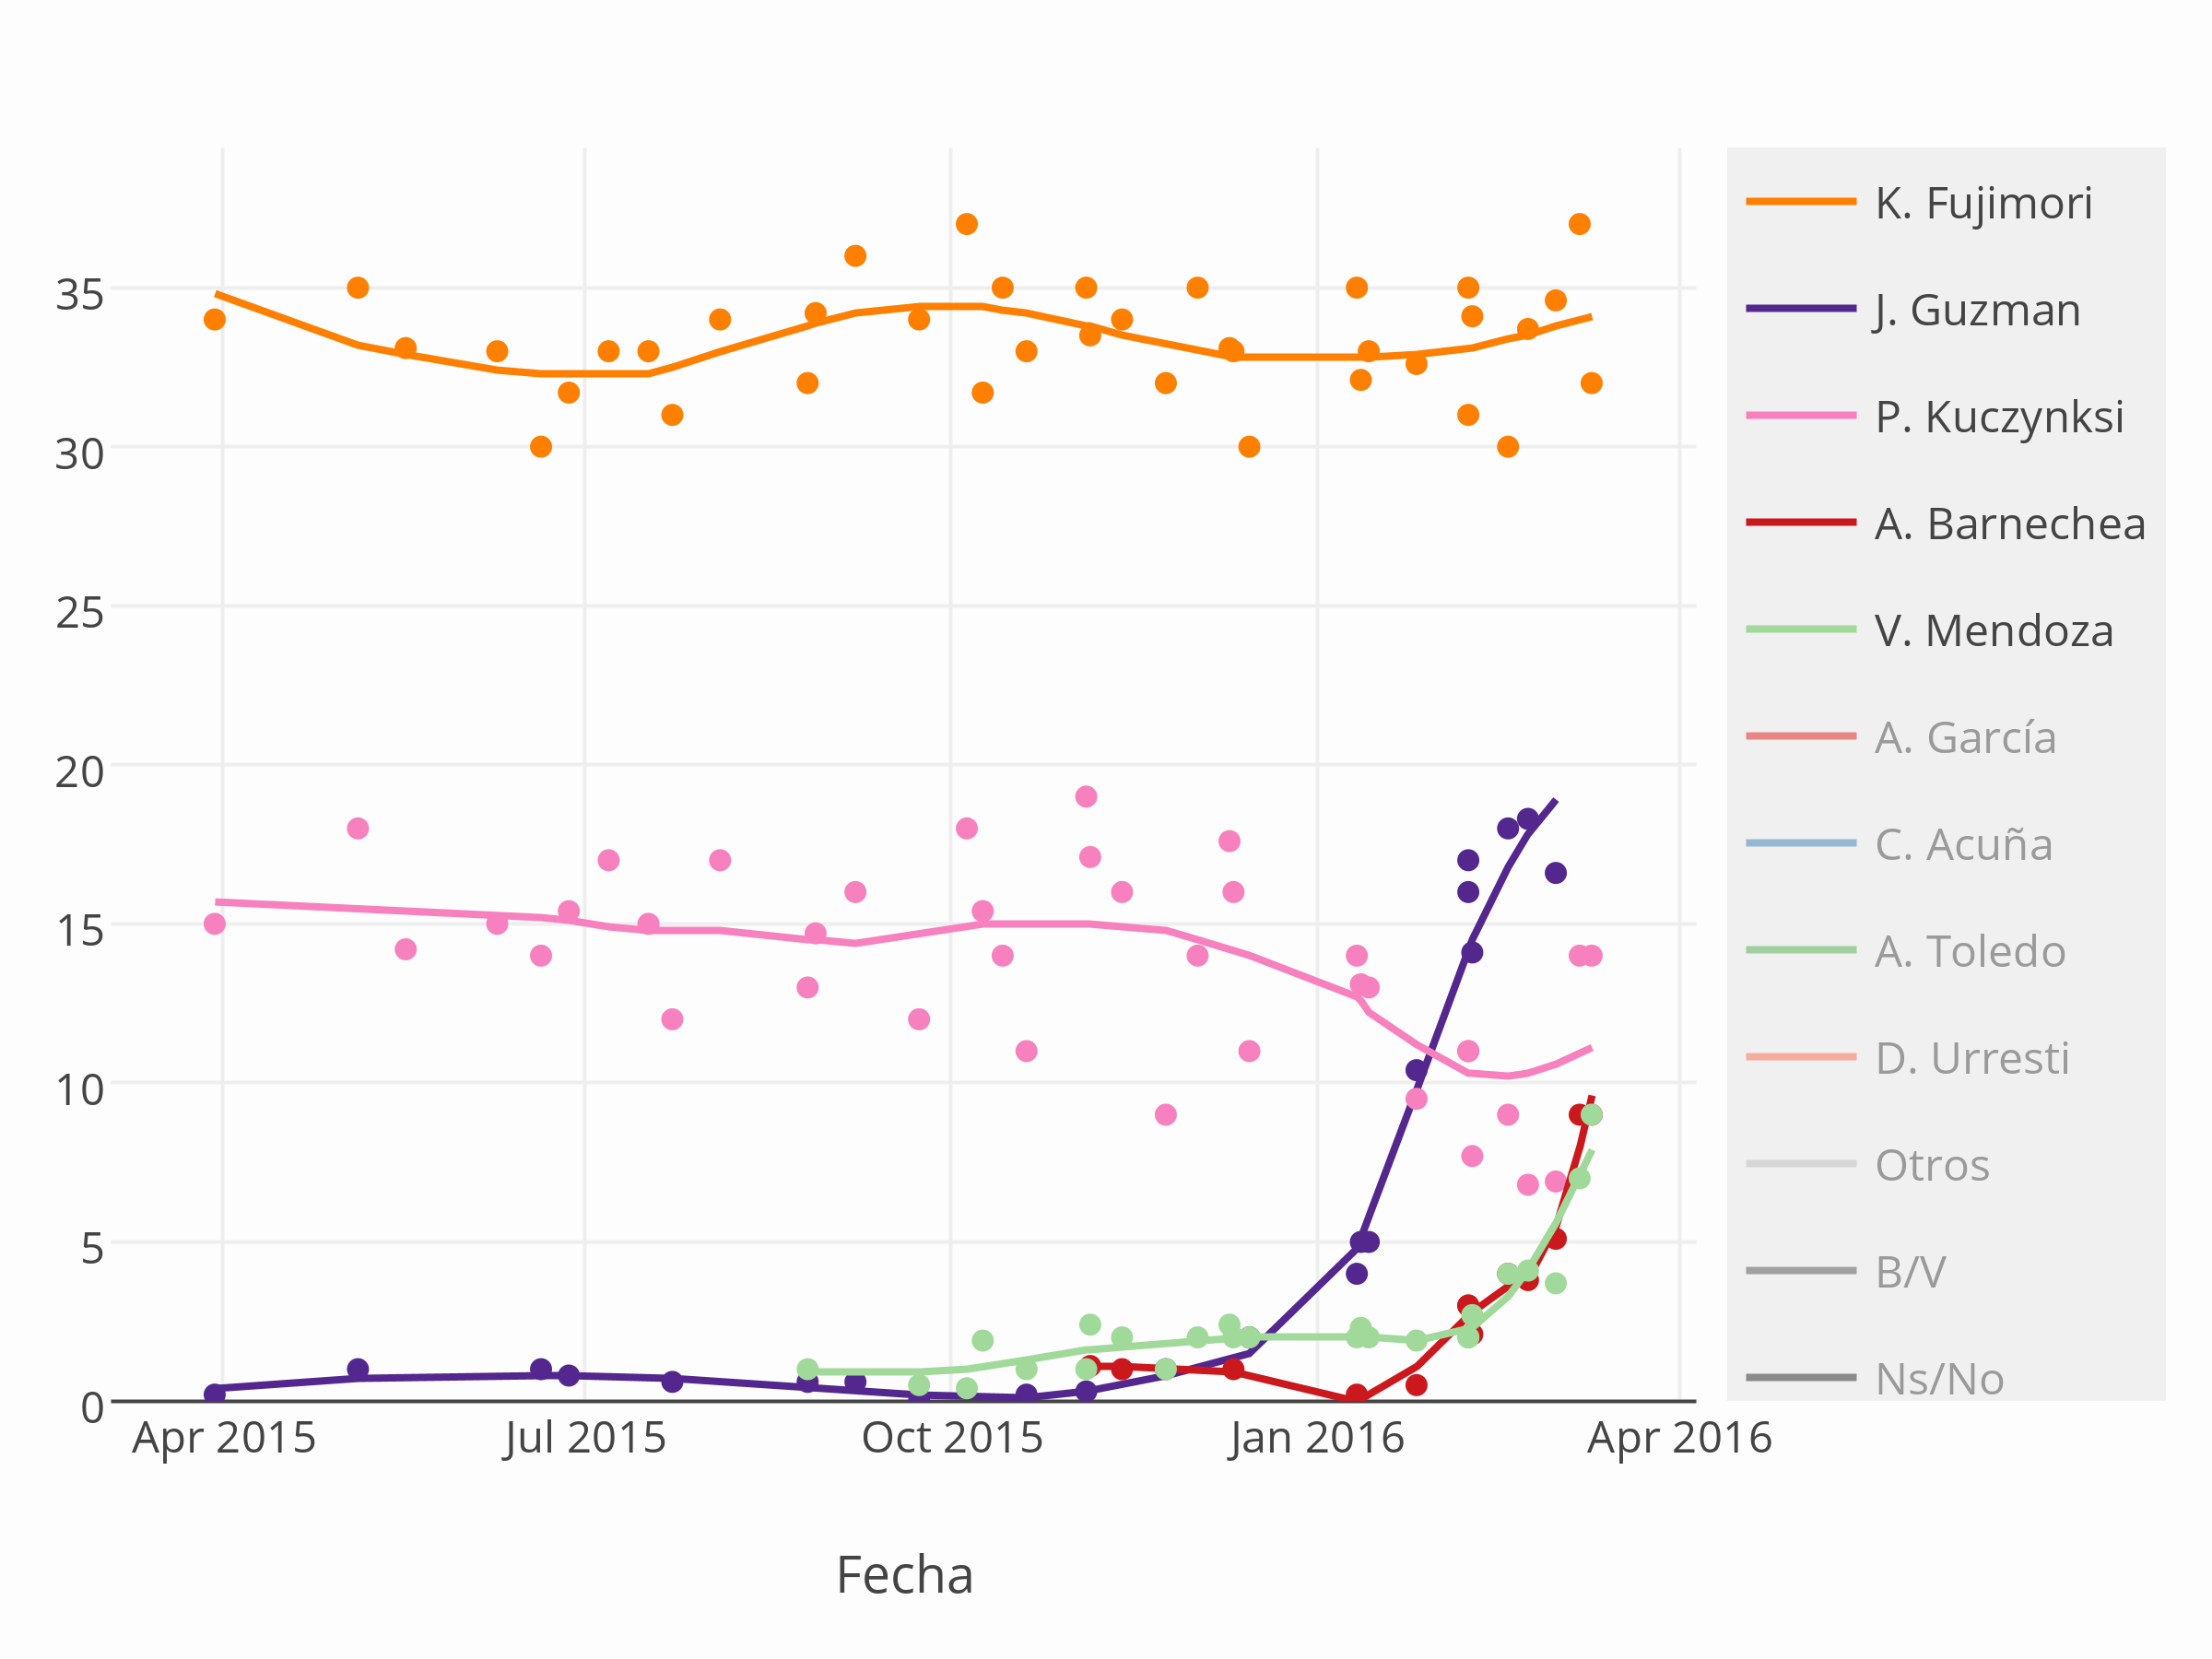 35
30
25
20
15
10
5
0
Apr 2015
Jul 2015
Oct 2015
Jan 2016
Apr 2016
Fecha
K. Fujimori
J. Guzman
P. Kuczynksi
A. Barnechea
V. Mendoza
A. García
C. Acuña
A. Toledo
D. Urresti
Otros
B/V
Ns/No